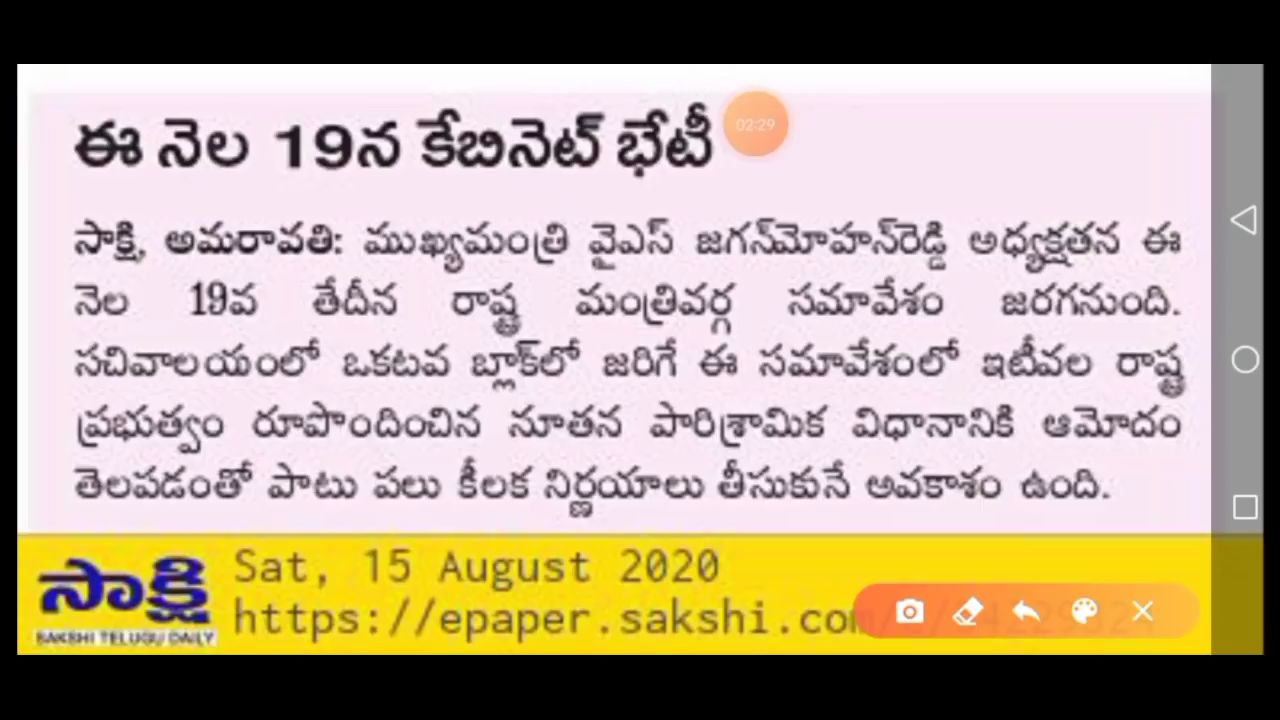 ఈ నెల 19న కేబినెట్ భేటీ
02:29
సాక్షి, అమరావతి: ముఖ్యమంత్రి వైఎస్ జగన్‌మోహన్‌రెడ్డి అధ్యక్షతన ఈ
నెల 19వ తేదీన రాష్ట్ర మంత్రివర్గ సమావేశం జరగనుంది.
సచివాలయంలో ఒకటవ బ్లాక్‌లో జరిగే ఈ సమావేశంలో ఇటీవల రాష్ట్ర
ప్రభుత్వం రూపొందించిన నూతన పారిశ్రామిక విధానానికి ఆమోదం
తెలపడంతో పాటు పలు కీలక నిర్ణయాలు తీసుకునే అవకాశం ఉంది.
సాక్షి
SAKSHI TELUGU DAILY
Sat, 15 August 2020
https://epaper.sakshi.com